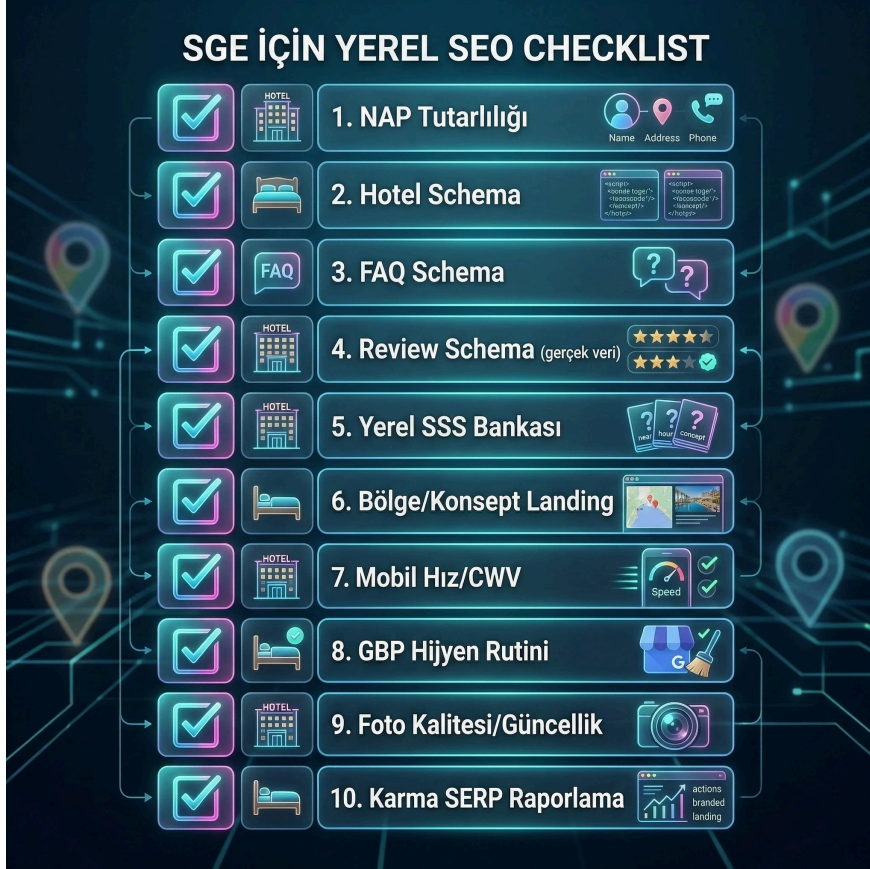 SGE İÇİN YEREL SEO CHECKLIST
HOTEL
1. NAP Tutarlılığı
Name Address Phone
2. Hotel Schema
<script>
<script>
FAQ
3. FAQ Schema
? ?
HOTEL
4. Review Schema (gerçek veri)
HOTEL
5. Yerel SSS Bankası
? ? ?
near hour concept
6. Bölge/Konsept Landing
HOTEL
7. Mobil Hız/CWV
Speed
8. GBP Hijyen Rutini
G
HOTEL
9. Foto Kalitesi/Güncellik
10. Karma SERP Raporlama
actions
branded
landing